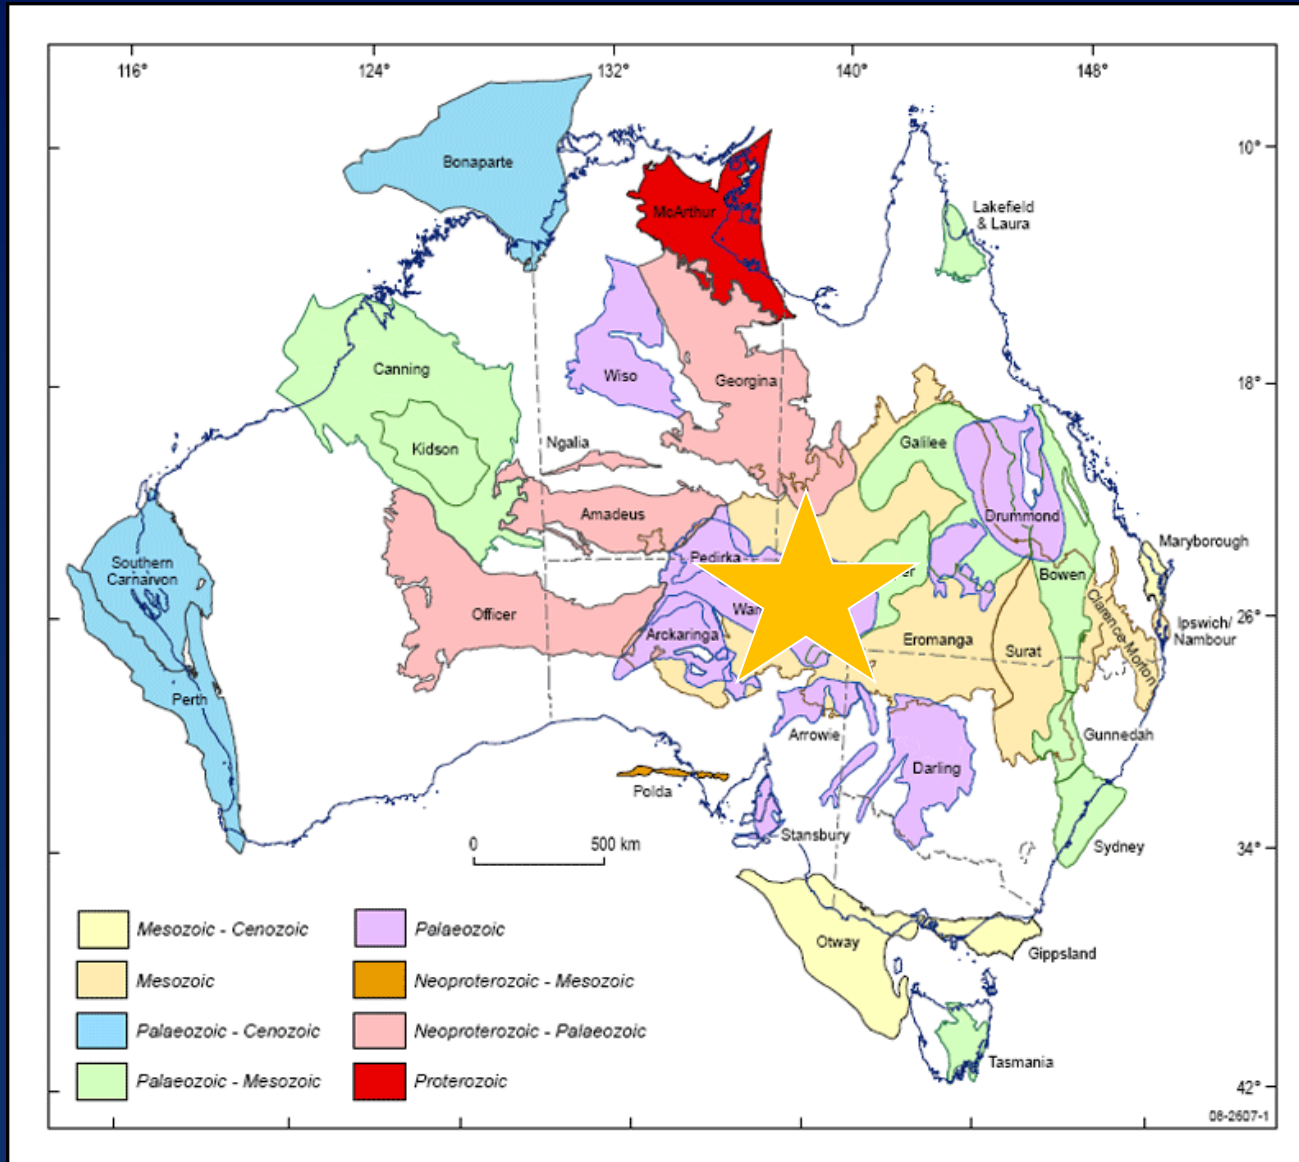 116°
124°
132°
140°
148°
10°
18°
26°
34°
42°
Bonaparte
McArthur
Lakefield
& Laura
Canning
Wiso
Georgina
Kidson
Ngalia
Galilee
Amadeus
Drummond
Pedirka
Maryborough
Southern
Carnarvon
Bowen
Officer
Arckaringa
Eromanga
Surat
Clarence-Morton
Ipswich/
Nambour
Perth
Arrowie
Gunnedah
Darling
Polda
Stansbury
Sydney
0
500 km
Otway
Gippsland
Tasmania
Mesozoic - Cenozoic
Mesozoic
Palaeozoic - Cenozoic
Palaeozoic - Mesozoic
Palaeozoic
Neoproterozoic - Mesozoic
Neoproterozoic - Palaeozoic
Proterozoic
08-2607-1